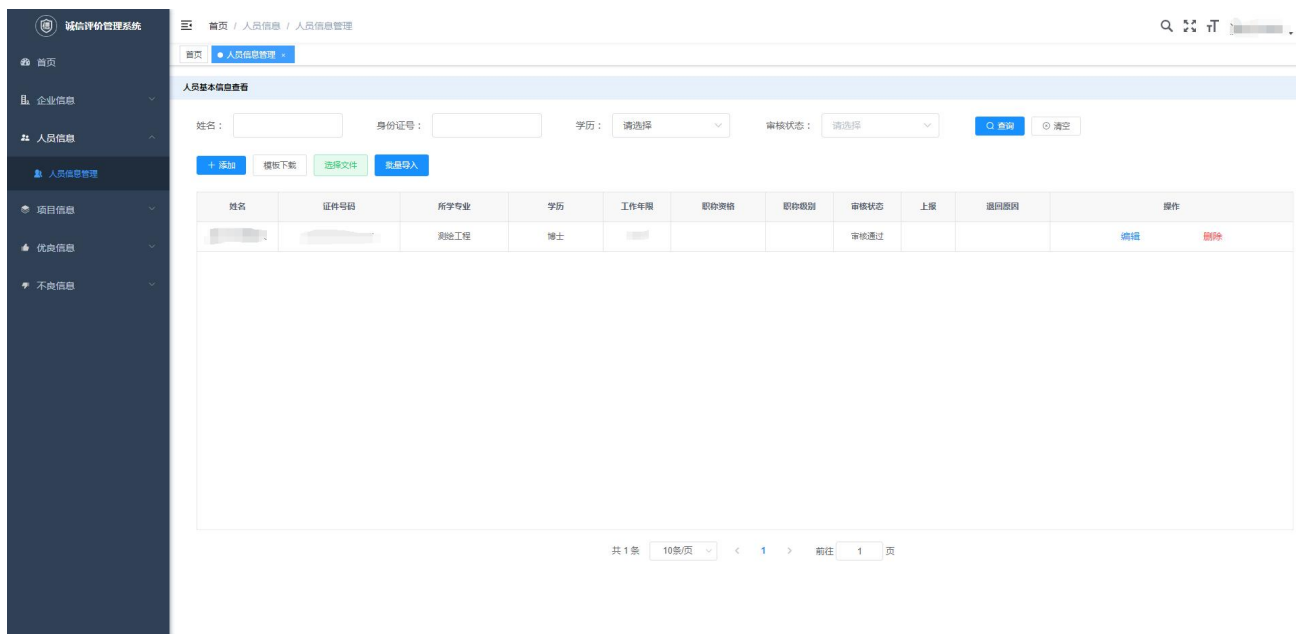 诚信评价管理系统
首页 / 人员信息 / 人员信息管理
首页
人员信息管理 ×
首页
企业信息
人员信息
人员信息管理
项目信息
优良信息
不良信息
人员基本信息查看
姓名： 身份证号： 学历： 请选择 审核状态： 请选择 查询 清空
+ 添加 模板下载 选择文件 批量导入
姓名 证件号码 所学专业 学历 工作年限 职称资格 职称级别 审核状态 上报 退回原因 操作
测绘工程 博士 审核通过 编辑 删除
共 1 条 10条/页 < 1 > 前往 1 页